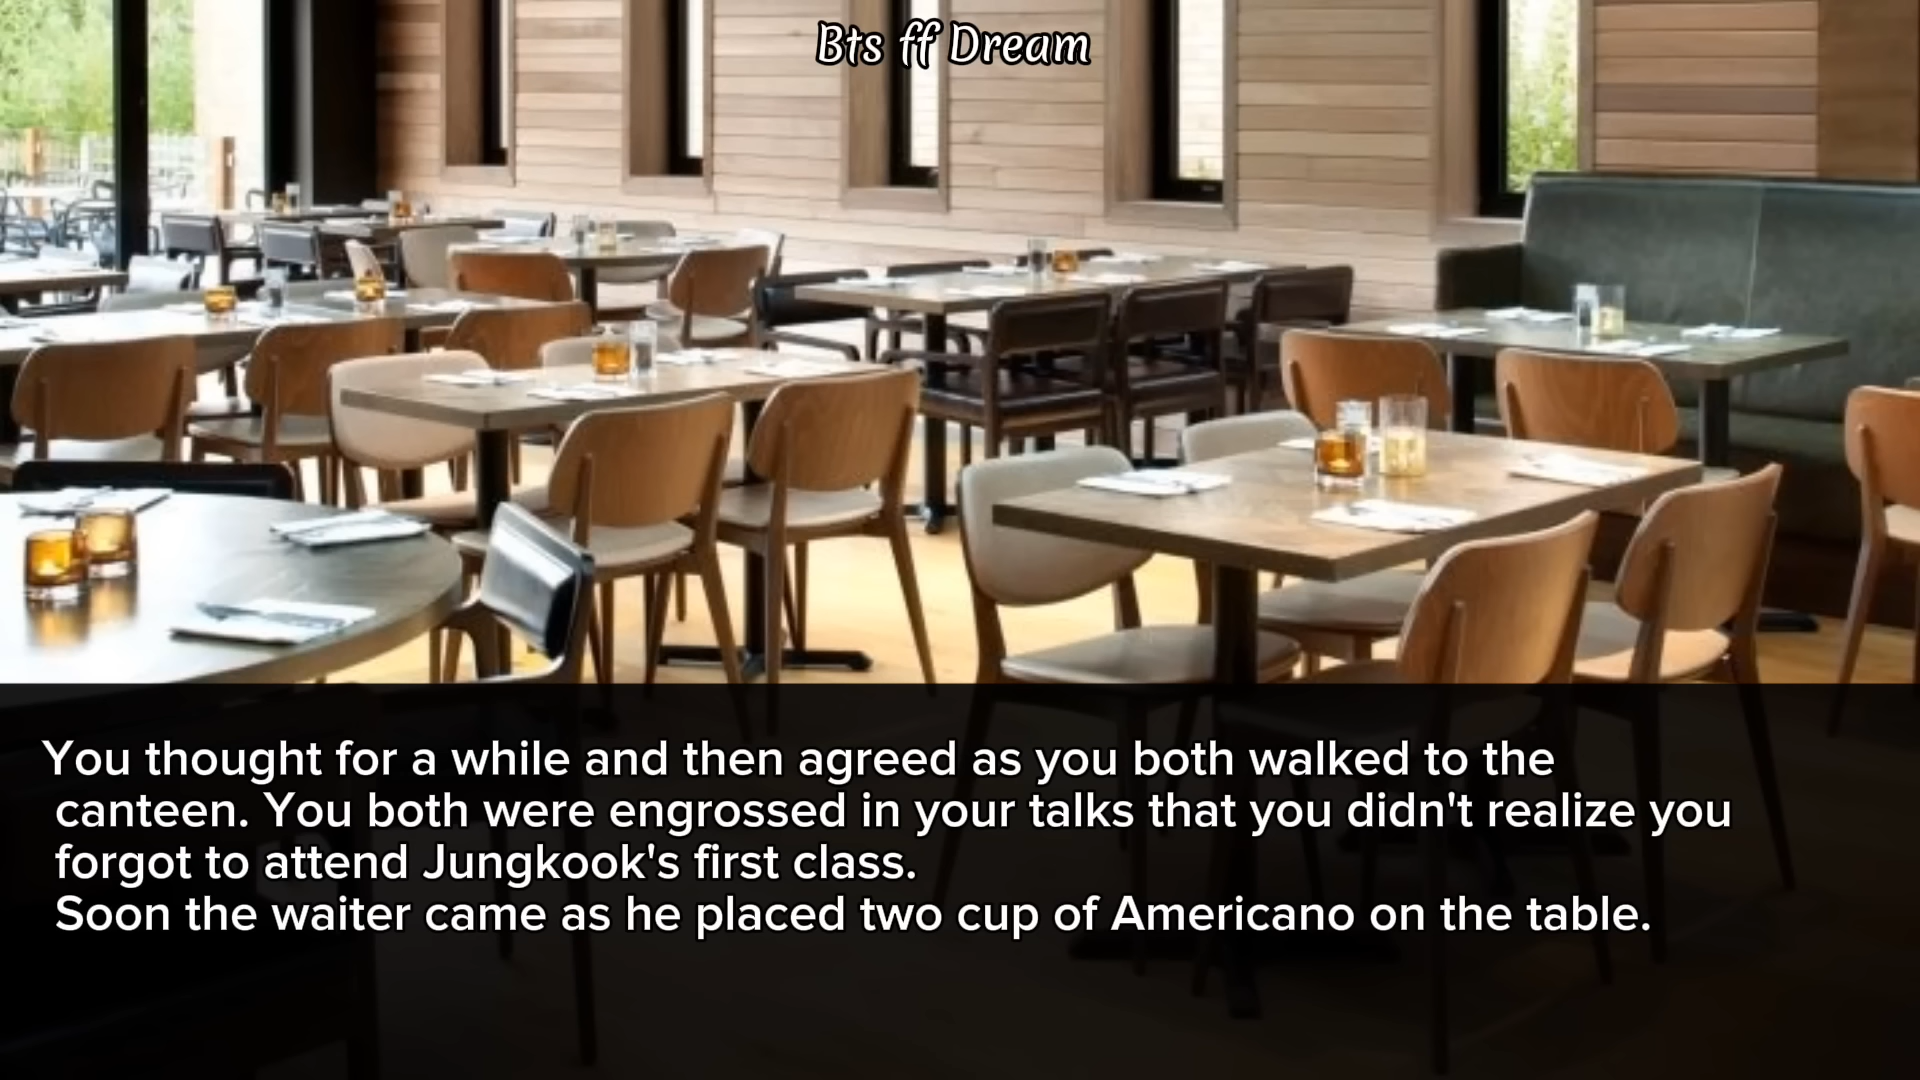 Bts ff Dream
You thought for a while and then agreed as you both walked to the
canteen. You both were engrossed in your talks that you didn't realize you
forgot to attend Jungkook's first class.
Soon the waiter came as he placed two cup of Americano on the table.